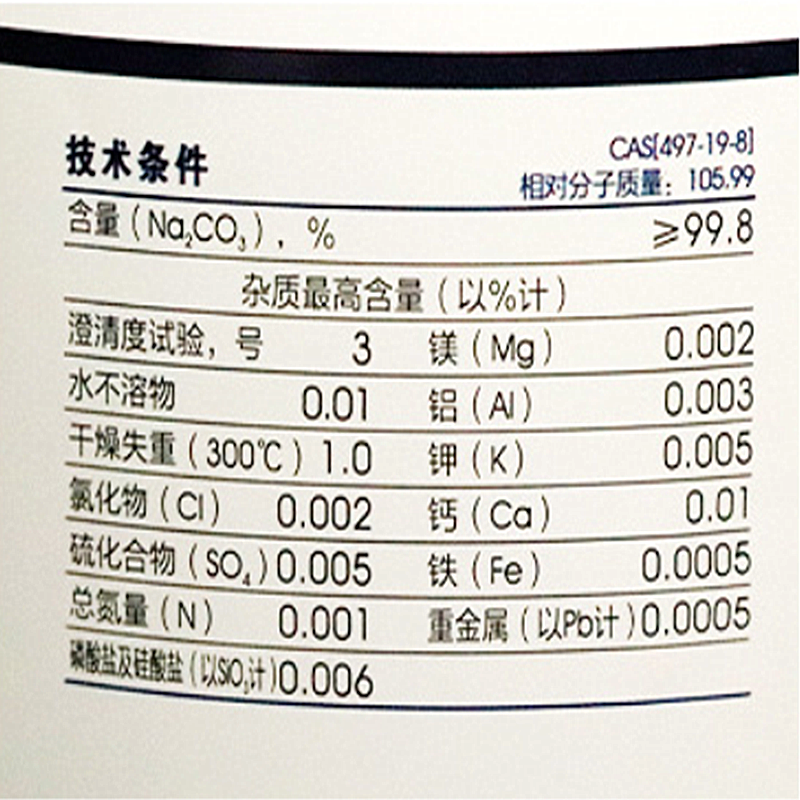 技术条件
CAS[497-19-8]
相对分子质量：105.99
含量（Na₂CO₃），% ≥99.8
杂质最高含量（以%计）
澄清度试验，号 3 镁（Mg） 0.002
水不溶物 0.01 铝（Al） 0.003
干燥失重（300℃）1.0 钾（K） 0.005
氯化物（Cl） 0.002 钙（Ca） 0.01
硫化合物（SO₄）0.005 铁（Fe） 0.0005
总氮量（N） 0.001 重金属（以Pb计）0.0005
磷酸盐及硅酸盐（以SiO₃计）0.006